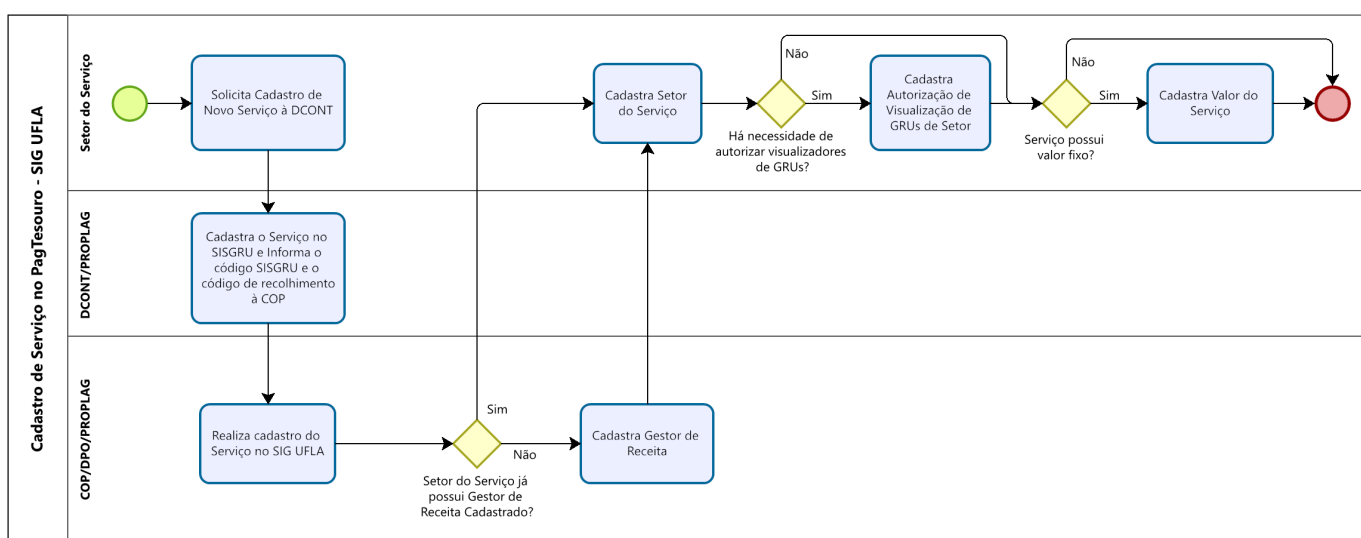 Cadastro de Serviço no PagTesouro - SIG UFLA
Setor do Serviço
Solicita Cadastro de
Novo Serviço à DCONT
Cadastra Setor
do Serviço
Não
Sim
Há necessidade de
autorizar visualizadores
de GRUs?
Cadastra
Autorização de
Visualização de
GRUs de Setor
Não
Sim
Serviço possui
valor fixo?
Cadastra Valor do
Serviço
DCONT/PROPLAG
Cadastra o Serviço no
SISGRU e Informa o
código SISGRU e o
código de recolhimento
à COP
COP/DPO/PROPLAG
Realiza cadastro do
Serviço no SIG UFLA
Sim
Não
Setor do Serviço já
possui Gestor de
Receita Cadastrado?
Cadastra Gestor de
Receita